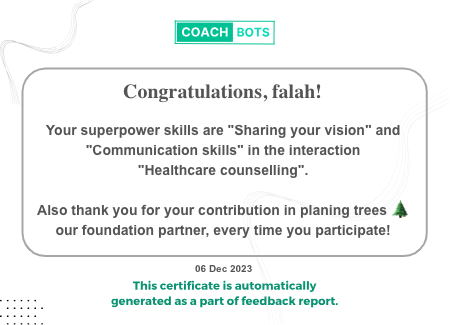 COACH BOTS
Congratulations, falah!
Your superpower skills are "Sharing your vision" and
"Communication skills" in the interaction
"Healthcare counselling".
Also thank you for your contribution in planing trees 🌲
our foundation partner, every time you participate!
06 Dec 2023
This certificate is automatically
generated as a part of feedback report.